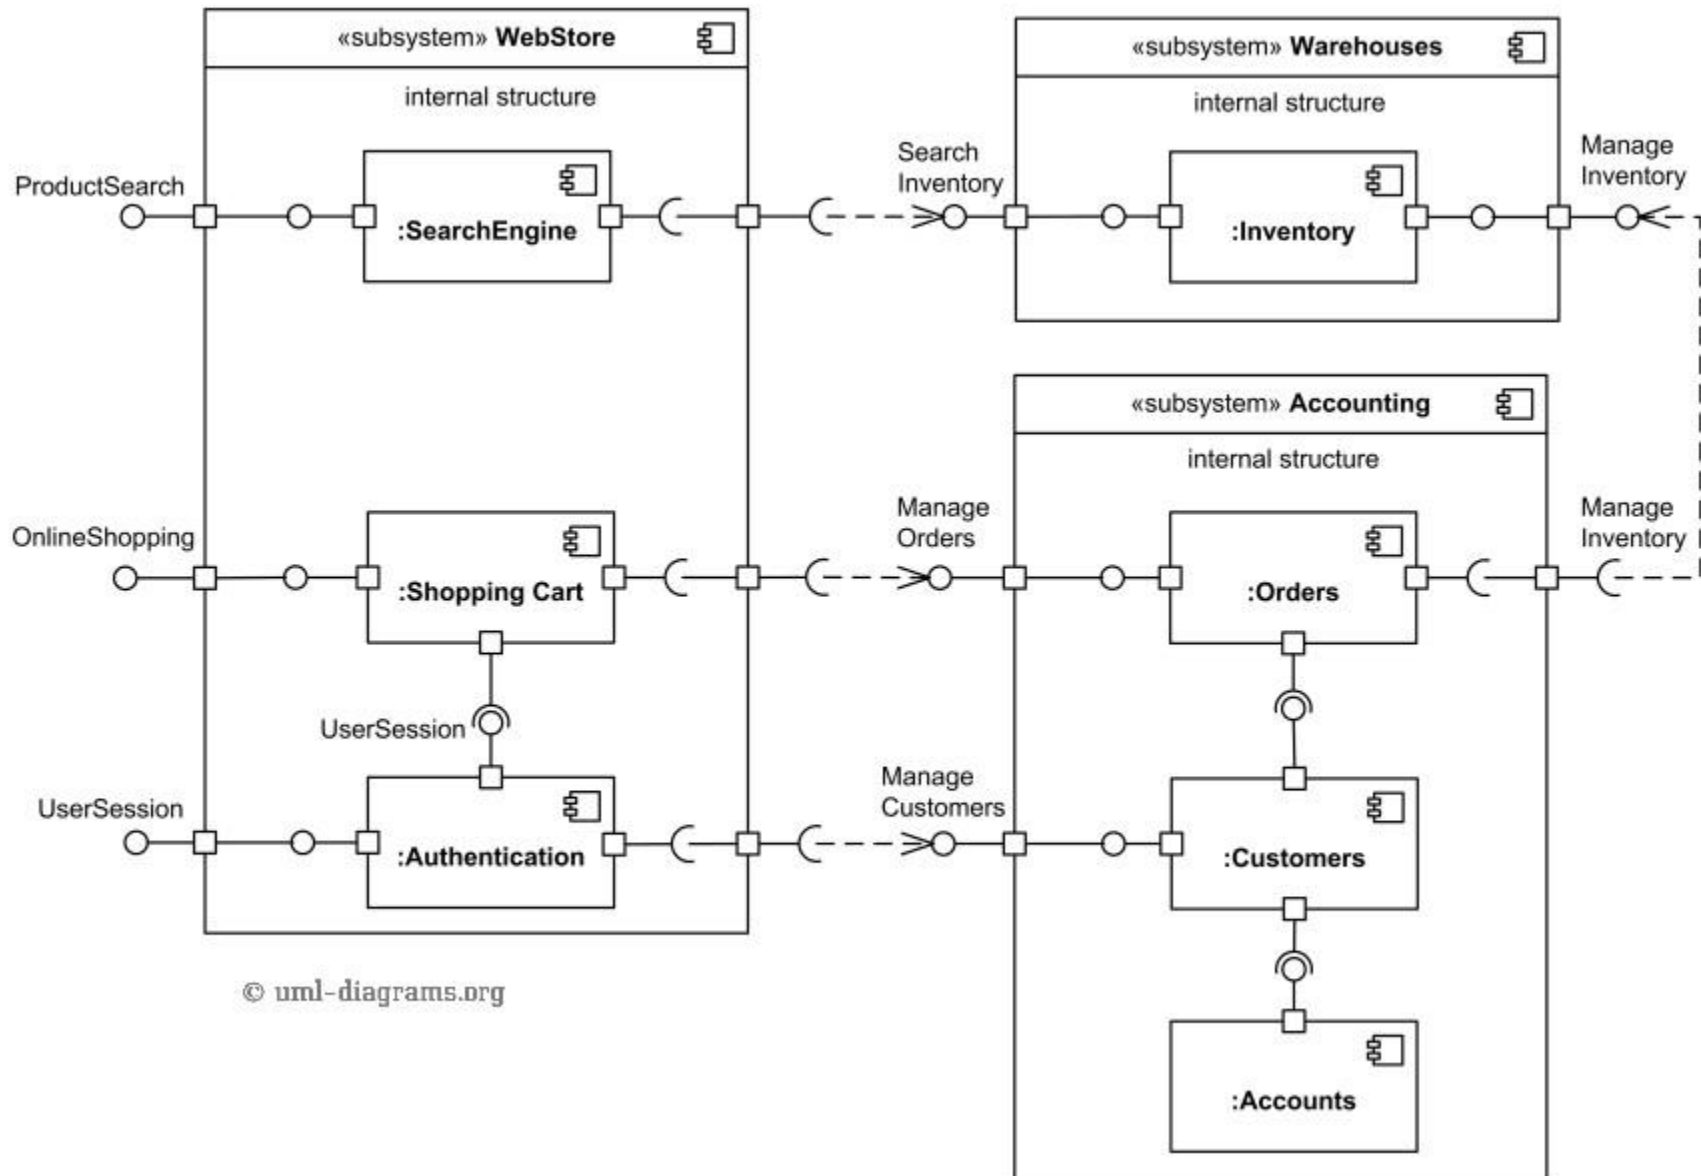 «subsystem» WebStore
internal structure
ProductSearch
:SearchEngine
OnlineShopping
:Shopping Cart
UserSession
UserSession
:Authentication
Search
Inventory
«subsystem» Warehouses
internal structure
:Inventory
Manage
Inventory
«subsystem» Accounting
internal structure
Manage
Orders
:Orders
Manage
Inventory
Manage
Customers
:Customers
:Accounts
© uml-diagrams.org